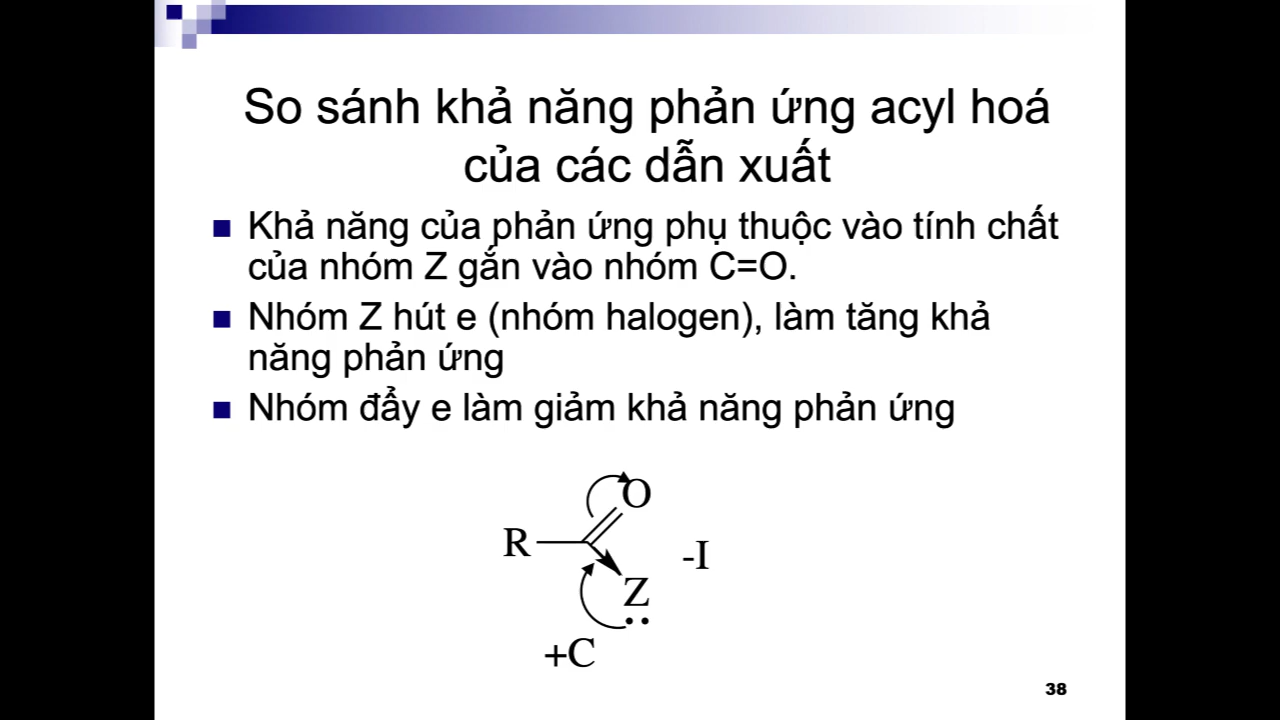 So sánh khả năng phản ứng acyl hoá
của các dẫn xuất
Khả năng của phản ứng phụ thuộc vào tính chất
của nhóm Z gắn vào nhóm C=O.
Nhóm Z hút e (nhóm halogen), làm tăng khả
năng phản ứng
Nhóm đẩy e làm giảm khả năng phản ứng
O
R
-I
Z
+C
38